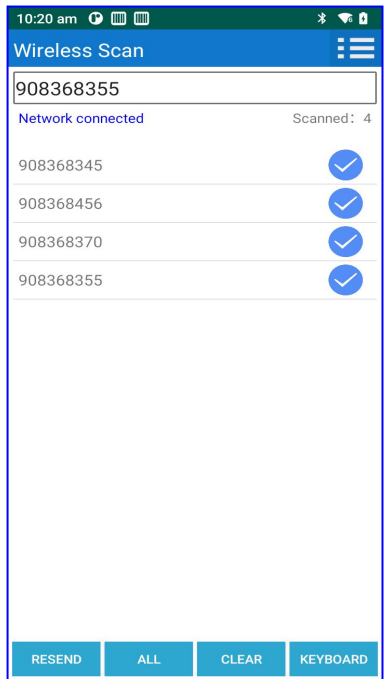 10:20 am
Wireless Scan
908368355
Network connected Scanned: 4
908368345
908368456
908368370
908368355
RESEND ALL CLEAR KEYBOARD